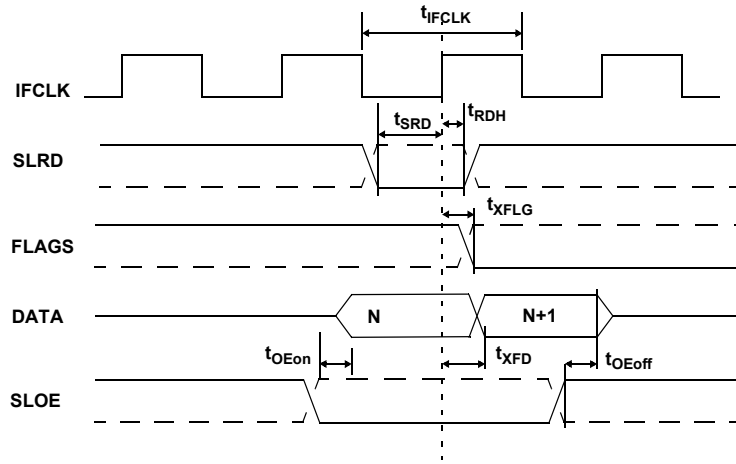 tIFCLK
IFCLK
tSRD
tRDH
SLRD
tXFLG
FLAGS
DATA
N
N+1
tOEon
tXFD
tOEoff
SLOE